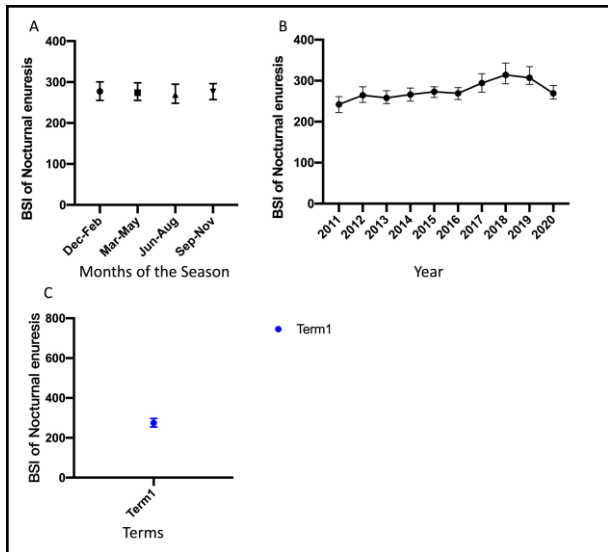 A
BSI of Nocturnal enuresis
400
300
200
100
0
Dec-Feb
Mar-May
Jun-Aug
Sep-Nov
Months of the Season
B
BSI of Nocturnal enuresis
400
300
200
100
0
2011
2012
2013
2014
2015
2016
2017
2018
2019
2020
Year
C
BSI of Nocturnal enuresis
800
600
400
200
0
Term1
Terms
Term1